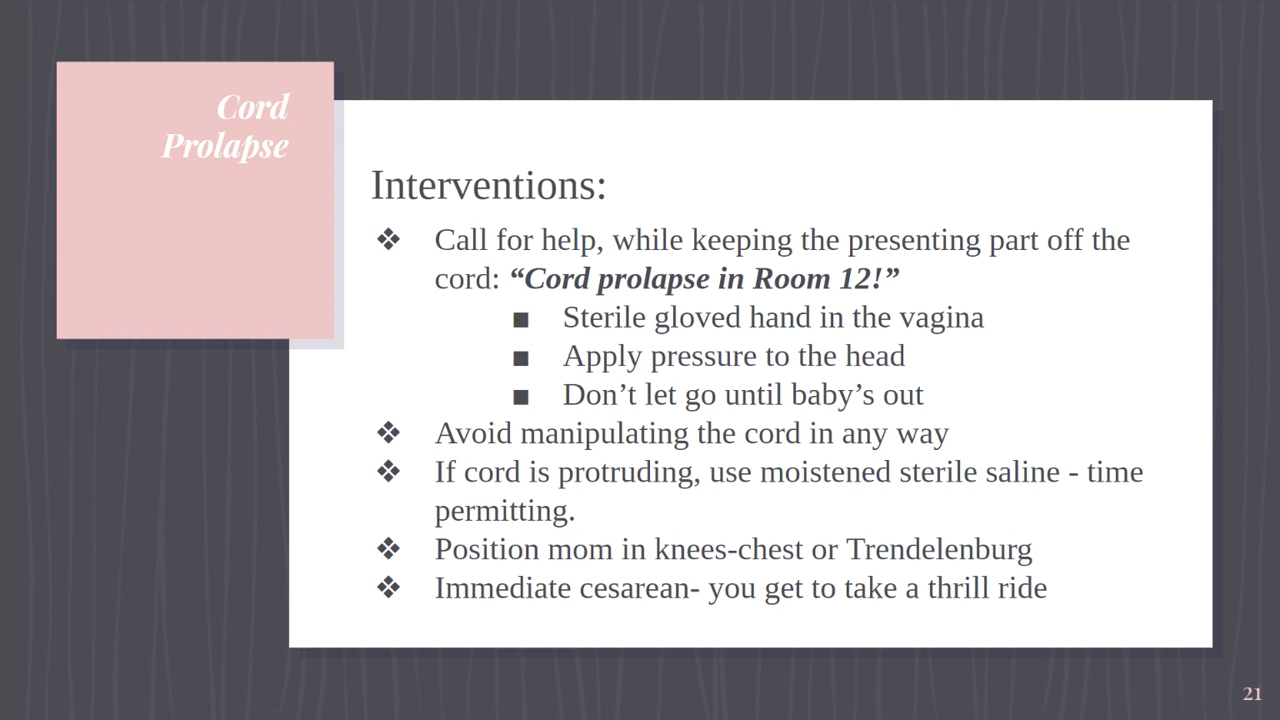 Cord
Prolapse
Interventions:
❖ Call for help, while keeping the presenting part off the
cord: “Cord prolapse in Room 12!”
■ Sterile gloved hand in the vagina
■ Apply pressure to the head
■ Don’t let go until baby’s out
❖ Avoid manipulating the cord in any way
❖ If cord is protruding, use moistened sterile saline - time
permitting.
❖ Position mom in knees-chest or Trendelenburg
❖ Immediate cesarean- you get to take a thrill ride
21